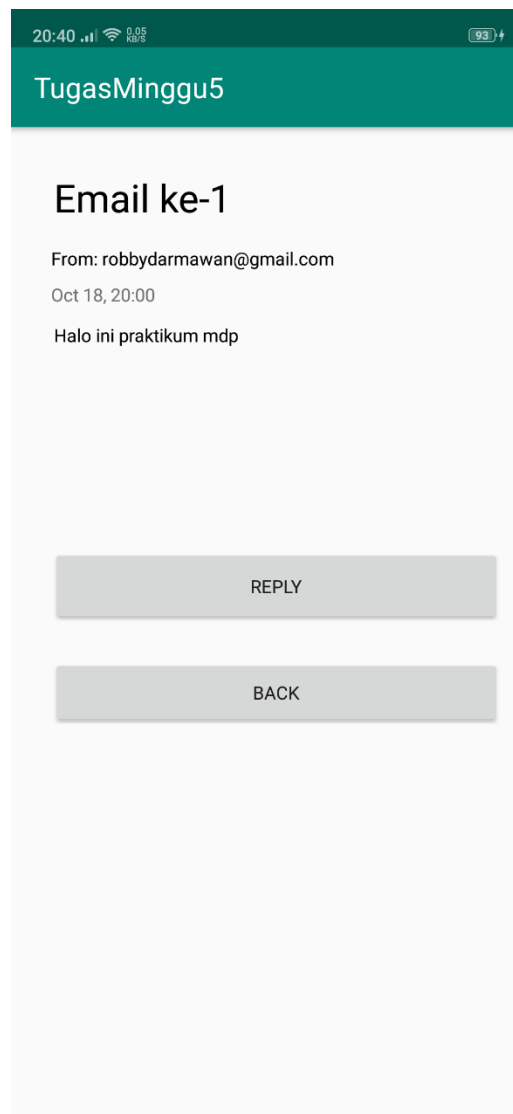 20:40 0.05 KB/S 93
TugasMinggu5
Email ke-1
From: robbydarmawan@gmail.com
Oct 18, 20:00
Halo ini praktikum mdp
REPLY
BACK